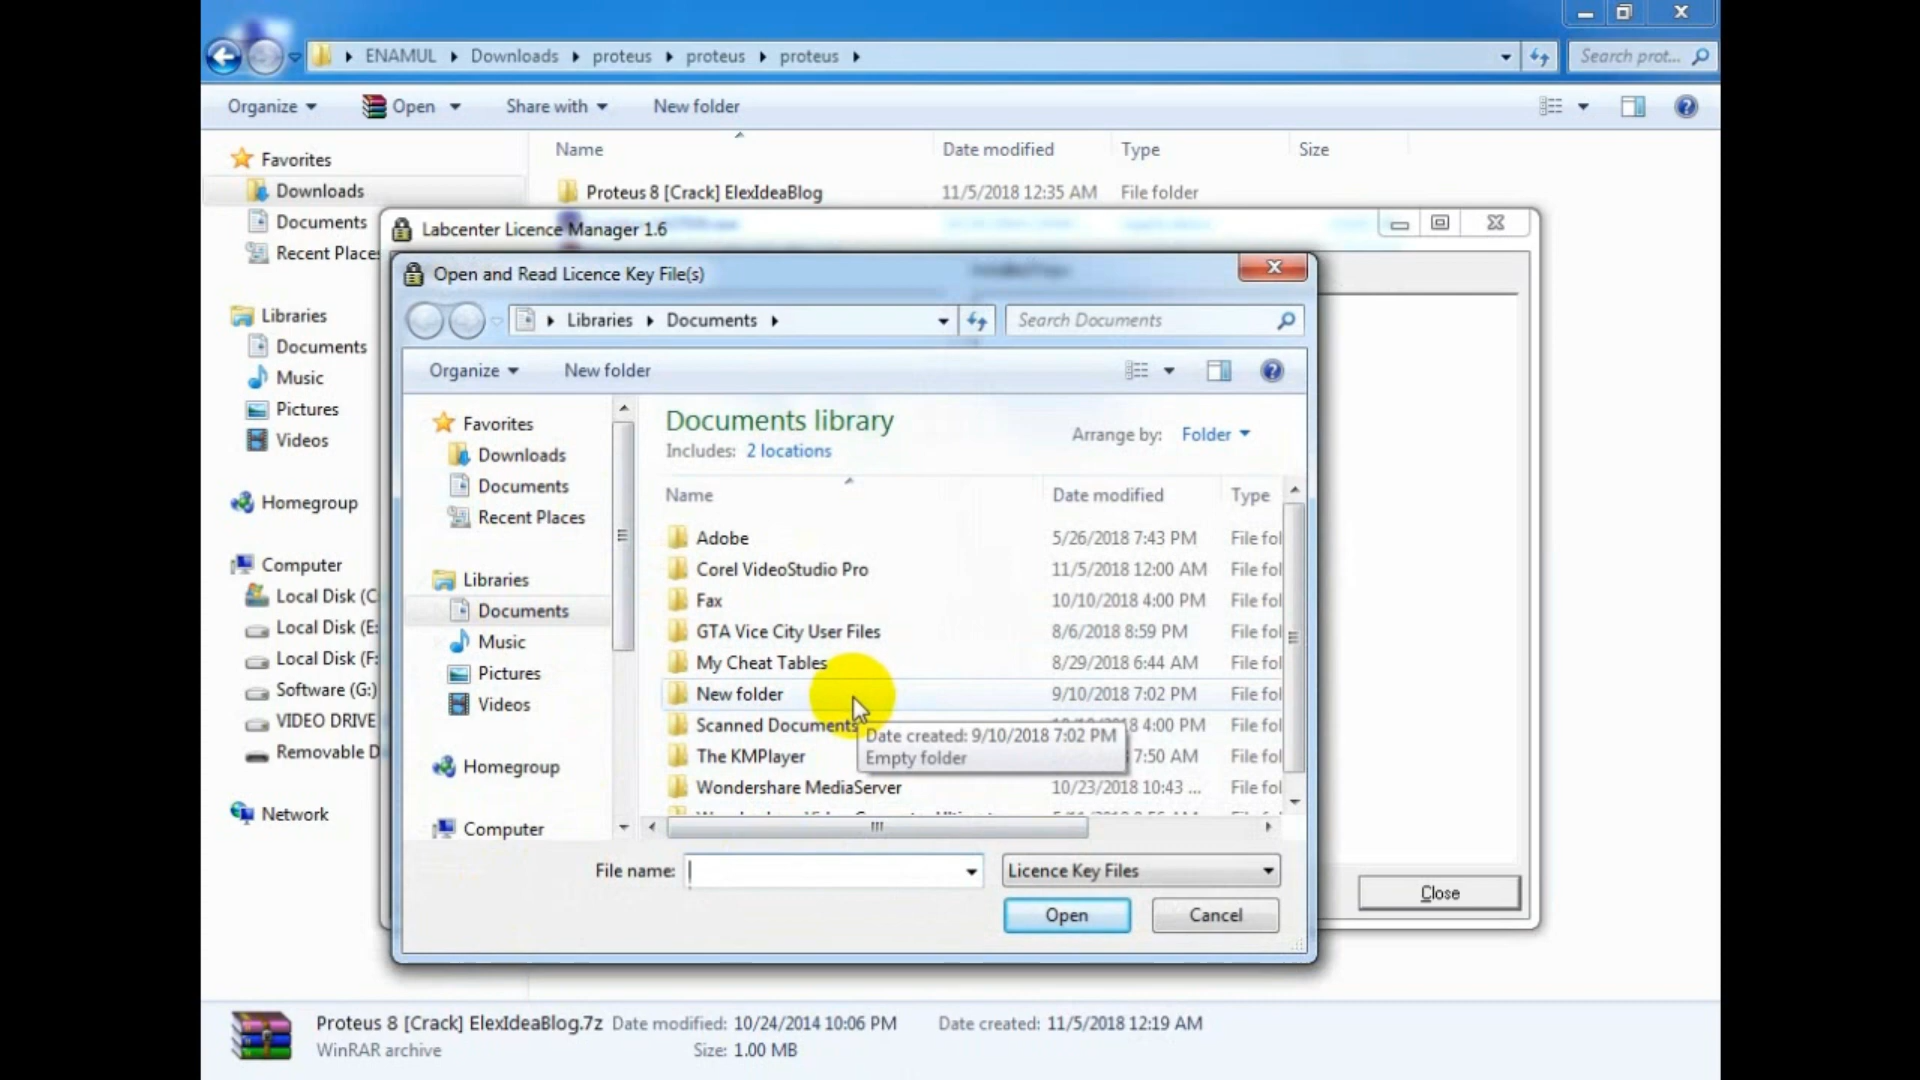 ENAMUL Downloads proteus proteus proteus
Search prot...
Organize Open Share with New folder
Name Date modified Type Size
Favorites
Downloads
Documents
Recent Places
Proteus 8 [Crack] ElexIdeaBlog 11/5/2018 12:35 AM File folder
Libraries
Documents
Music
Pictures
Videos
Homegroup
Computer
Local Disk (C
Local Disk (E:
Local Disk (F:
Software (G:)
VIDEO DRIVE
Removable D
Network
Labcenter Licence Manager 1.6
Open and Read Licence Key File(s)
Libraries Documents
Search Documents
Organize New folder
Favorites
Downloads
Documents
Recent Places
Libraries
Documents
Music
Pictures
Videos
Homegroup
Computer
Documents library
Includes: 2 locations
Arrange by: Folder
Name Date modified Type
Adobe 5/26/2018 7:43 PM File fol
Corel VideoStudio Pro 11/5/2018 12:00 AM File fol
Fax 10/10/2018 4:00 PM File fol
GTA Vice City User Files 8/6/2018 8:59 PM File fol
My Cheat Tables 8/29/2018 6:44 AM File fol
New folder 9/10/2018 7:02 PM File fol
Scanned Documents 4:00 PM File fol
The KMPlayer 7:50 AM File fol
Wondershare MediaServer 10/23/2018 10:43 ... File fol
Date created: 9/10/2018 7:02 PM
Empty folder
File name: Licence Key Files
Open Cancel
Close
Proteus 8 [Crack] ElexIdeaBlog.7z Date modified: 10/24/2014 10:06 PM Date created: 11/5/2018 12:19 AM
WinRAR archive Size: 1.00 MB